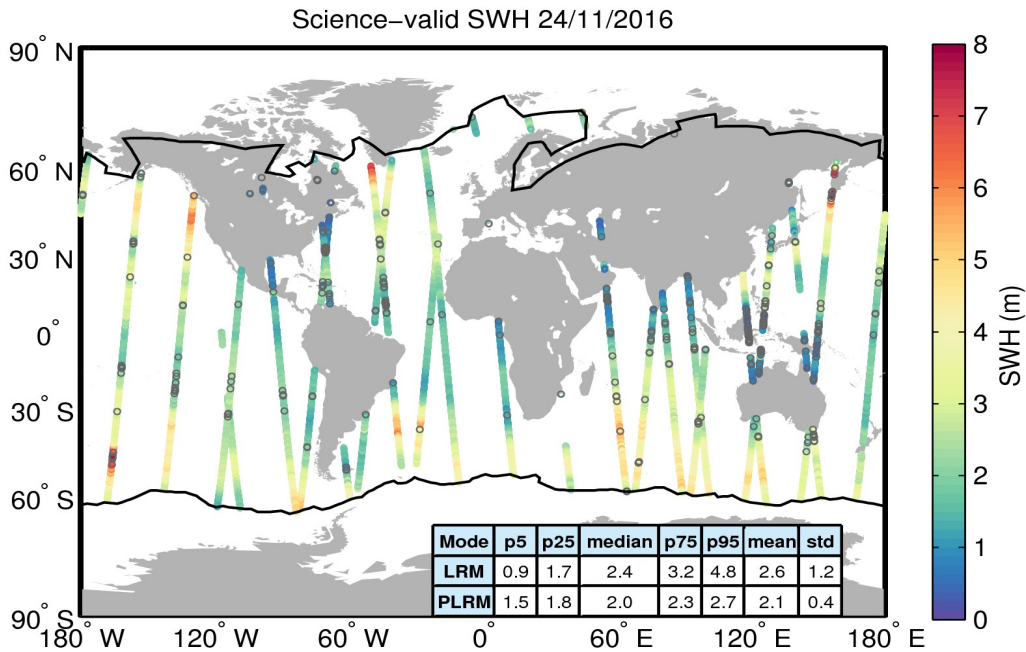 Science−valid SWH 24/11/2016
90° N
60° N
30° N
0°
30° S
60° S
90° S
180° W
120° W
60° W
0°
60° E
120° E
180° E
Mode p5 p25 median p75 p95 mean std
LRM 0.9 1.7 2.4 3.2 4.8 2.6 1.2
PLRM 1.5 1.8 2.0 2.3 2.7 2.1 0.4
8
7
6
5
4
3
2
1
0
SWH (m)